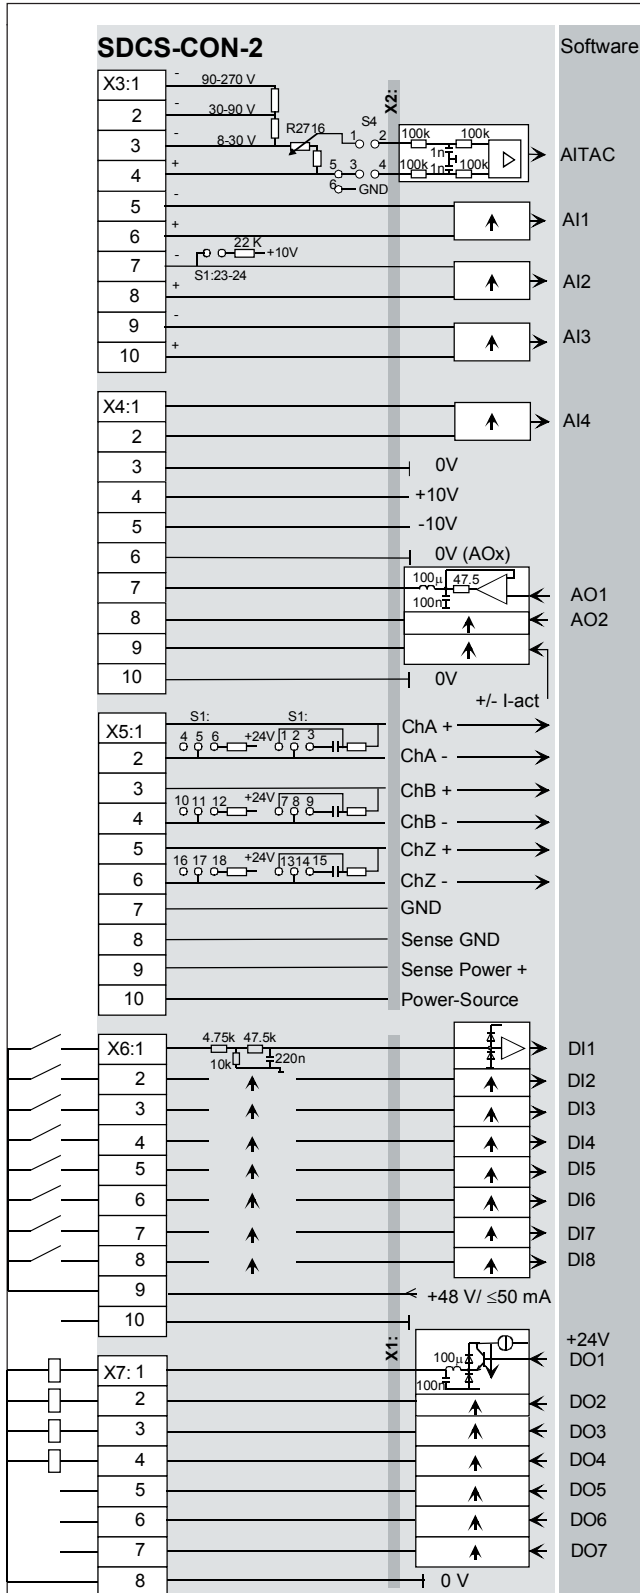 SDCS-CON-2 Software
X3:1 - 90-270 V
2 - 30-90 V
X2:
3 - 8-30 V R2716 S4 1 2 100k 100k 1n AITAC
4 + 5 3 4 100k 1n 100k
6 GND
5 -
6 + AI1
22 K +10V
7 - S1:23-24
8 + AI2
9 -
10 + AI3
X4:1 AI4
2
3 0V
4 +10V
5 -10V
6 0V (AOx)
7 100µ 47.5 100n AO1
8 AO2
9
10 0V
+/- I-act
X5:1 S1: S1: ChA +
4 5 6 +24V 1 2 3
2 ChA -
3 ChB +
10 11 12 +24V 7 8 9
4 ChB -
5 ChZ +
16 17 18 +24V 13 14 15
6 ChZ -
7 GND
8 Sense GND
9 Sense Power +
10 Power-Source
X6:1 4.75k 47.5k 10k 220n DI1
2 DI2
3 DI3
4 DI4
5 DI5
6 DI6
7 DI7
8 DI8
9 +48 V/ ≤50 mA
10
X1:
+24V
X7: 1 100µ 100n DO1
2 DO2
3 DO3
4 DO4
5 DO5
6 DO6
7 DO7
8 0 V